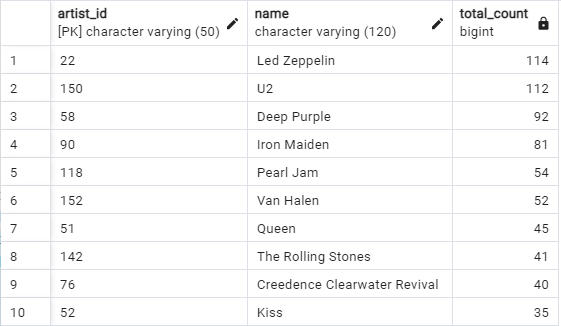 artist_id name total_count
[PK] character varying (50) character varying (120) bigint
1 22 Led Zeppelin 114
2 150 U2 112
3 58 Deep Purple 92
4 90 Iron Maiden 81
5 118 Pearl Jam 54
6 152 Van Halen 52
7 51 Queen 45
8 142 The Rolling Stones 41
9 76 Creedence Clearwater Revival 40
10 52 Kiss 35